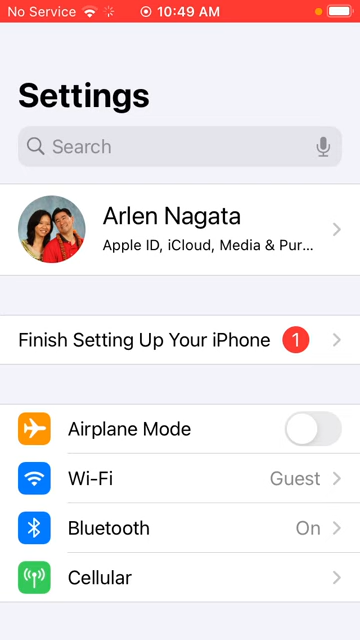 No Service 10:49 AM
Settings
Search
Arlen Nagata
Apple ID, iCloud, Media & Pur...
Finish Setting Up Your iPhone 1
Airplane Mode
Wi-Fi Guest
Bluetooth On
Cellular